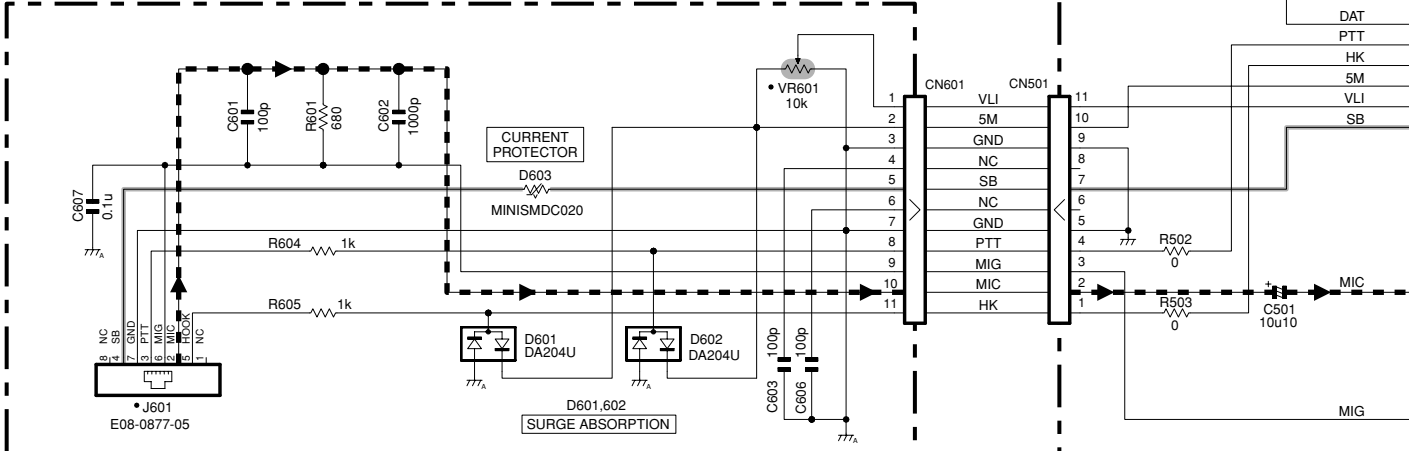 DAT
PTT
HK
5M
VLI
SB
C601
100p
R601
680
C602
1000p
VR601
10k
CN601
CN501
1 VLI 11
2 5M 10
3 GND 9
4 NC 8
5 SB 7
6 NC 6
7 GND 5
8 PTT 4
9 MIG 3
10 MIC 2
11 HK 1
CURRENT
PROTECTOR
D603
MINISMDC020
C607
0.1u
A
R604 1k
R605 1k
R502
0
R503
0
+
C501
10u10
MIC
MIG
D601
DA204U
A
D602
DA204U
A
100p
C603
100p
C606
A
D601,602
SURGE ABSORPTION
NC
SB
GND
PTT
MIG
MIC
HOOK
NC
8
4
7
3
6
2
5
1
J601
E08-0877-05